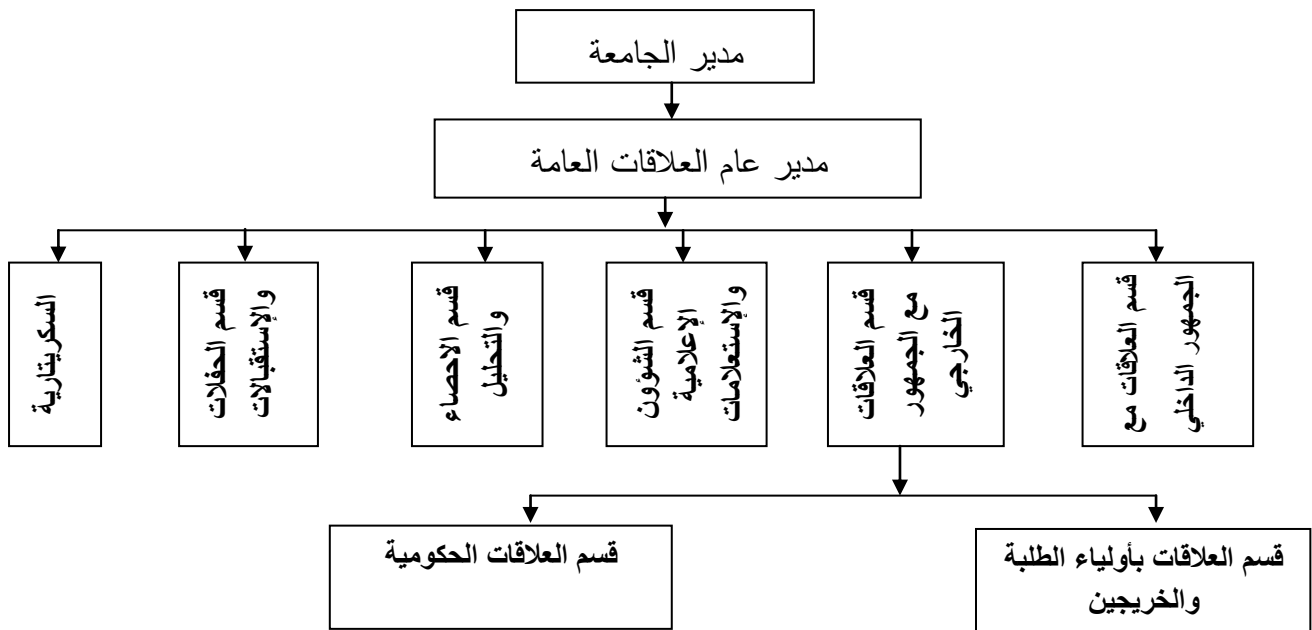 مدير الجامعة
مدير عام العلاقات العامة
قسم العلاقات مع
الجمهور الداخلي
قسم العلاقات
مع الجمهور
الخارجي
قسم الشؤون
الإعلامية
والإستعلامات
قسم الاحصاء
والتحليل
قسم الحفلات
والإستقبالات
السكريتارية
قسم العلاقات بأولياء الطلبة
والخريجين
قسم العلاقات الحكومية